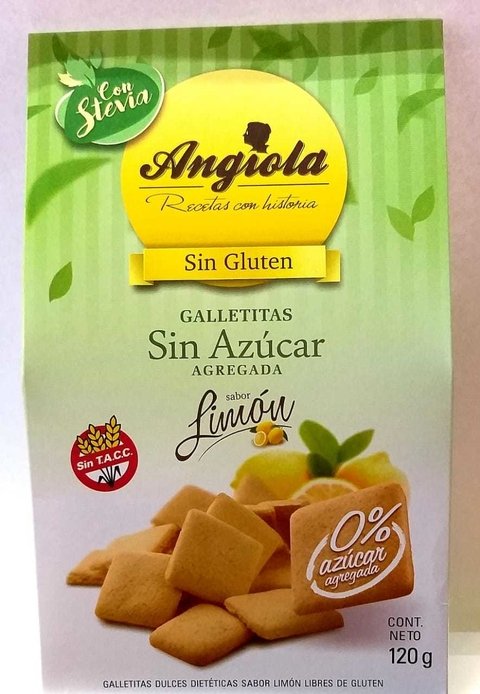 Con
Stevia
Angiola
Recetas con historia
Sin Gluten
GALLETITAS
Sin Azúcar
AGREGADA
sabor
Limón
Sin T.A.C.C.
0%
azúcar
agregada
CONT.
NETO
120 g
GALLETITAS DULCES DIETÉTICAS SABOR LIMÓN LIBRES DE GLUTEN